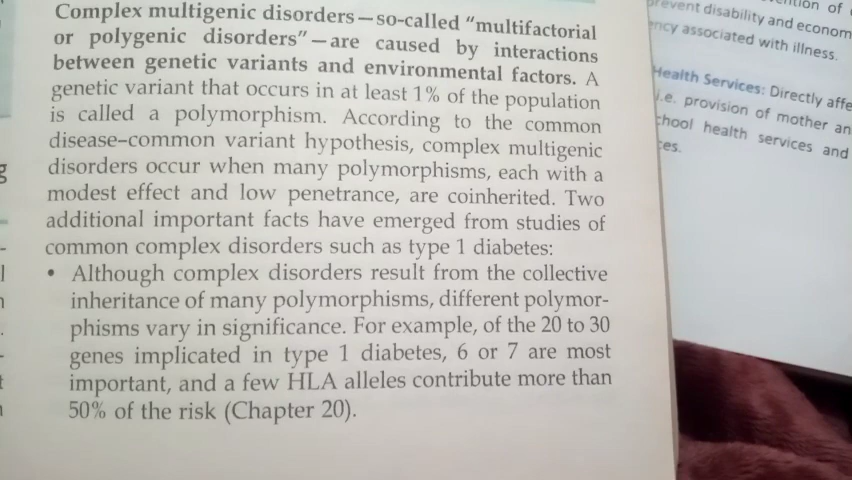 Complex multigenic disorders—so-called “multifactorial
or polygenic disorders”—are caused by interactions
between genetic variants and environmental factors. A
genetic variant that occurs in at least 1% of the population
is called a polymorphism. According to the common
disease–common variant hypothesis, complex multigenic
disorders occur when many polymorphisms, each with a
modest effect and low penetrance, are coinherited. Two
additional important facts have emerged from studies of
common complex disorders such as type 1 diabetes:
• Although complex disorders result from the collective
inheritance of many polymorphisms, different polymor-
phisms vary in significance. For example, of the 20 to 30
genes implicated in type 1 diabetes, 6 or 7 are most
important, and a few HLA alleles contribute more than
50% of the risk (Chapter 20).
of
prevent disability and econom
ency associated with illness.
Health Services: Directly affe
i.e. provision of mother an
chool health services and
ces.